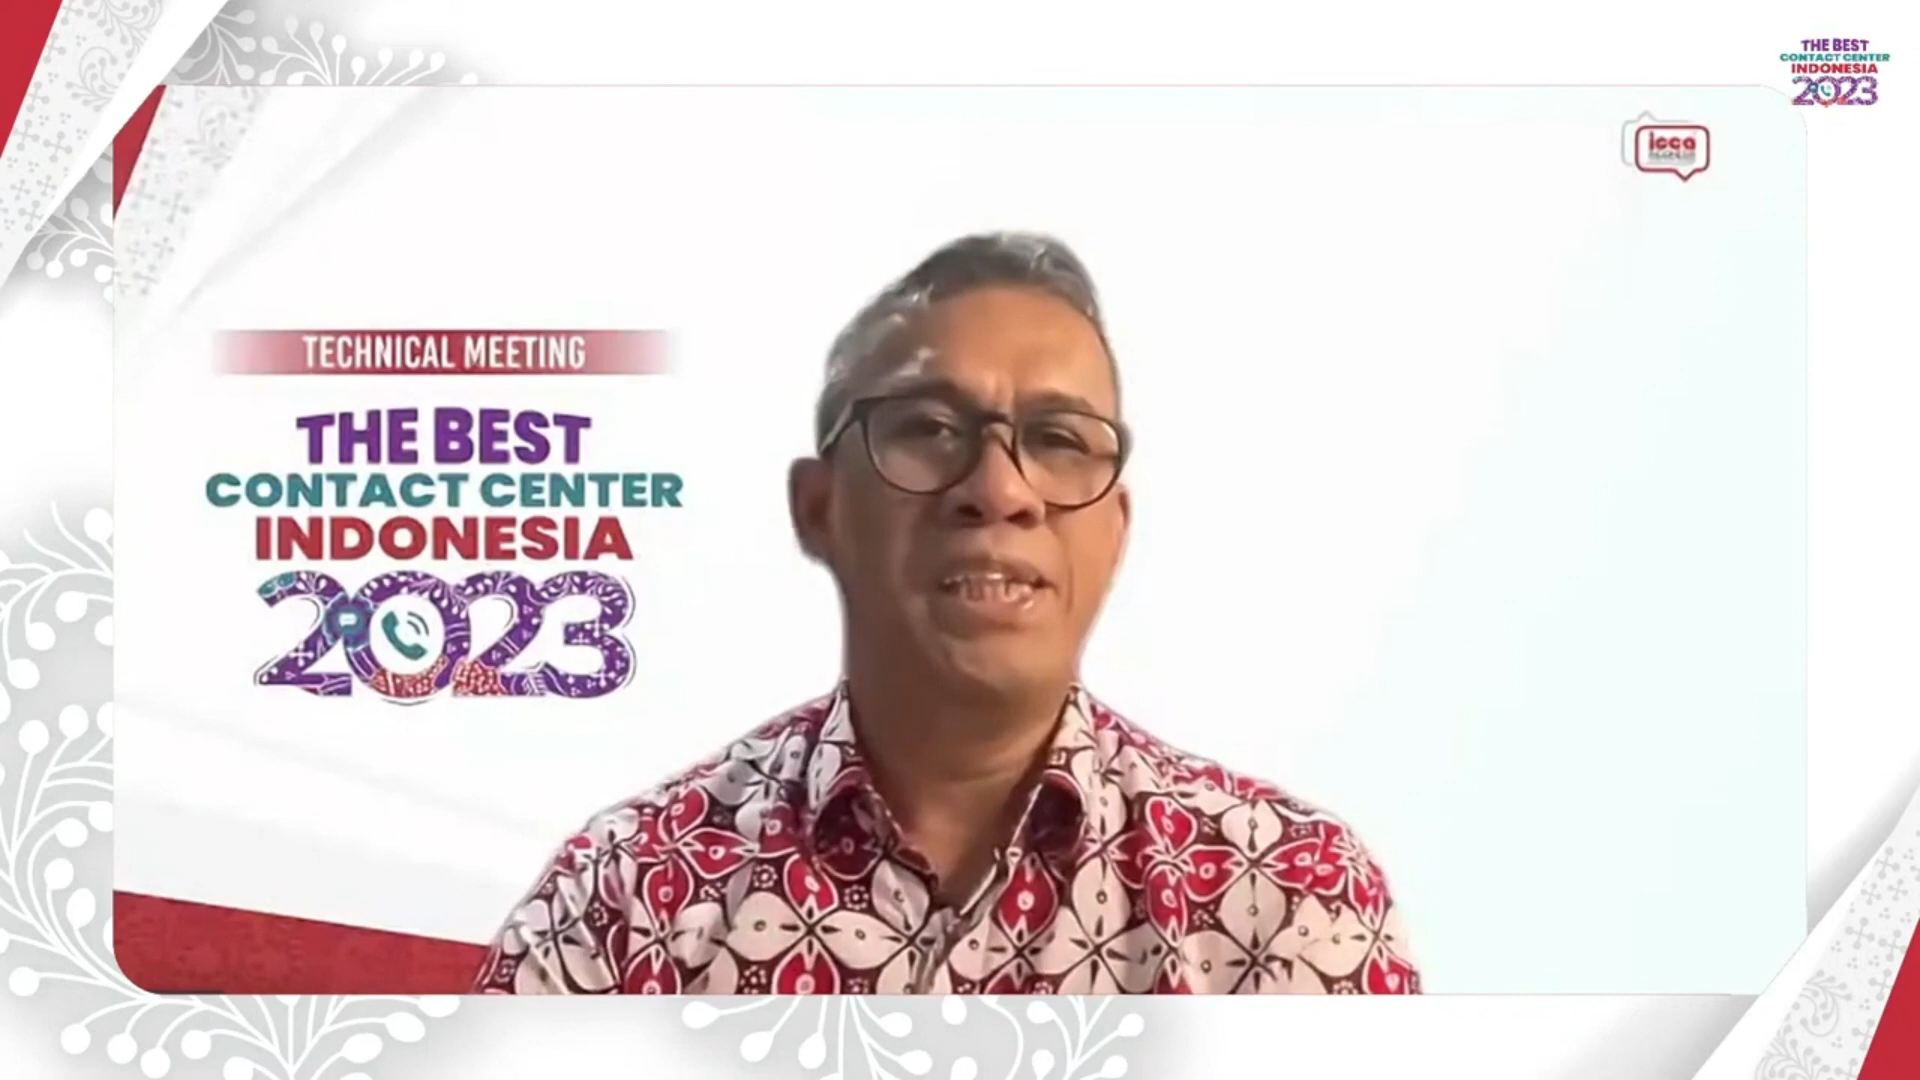 THE BEST
CONTACT CENTER
INDONESIA
2023
icca
TECHNICAL MEETING
THE BEST
CONTACT CENTER
INDONESIA
2023